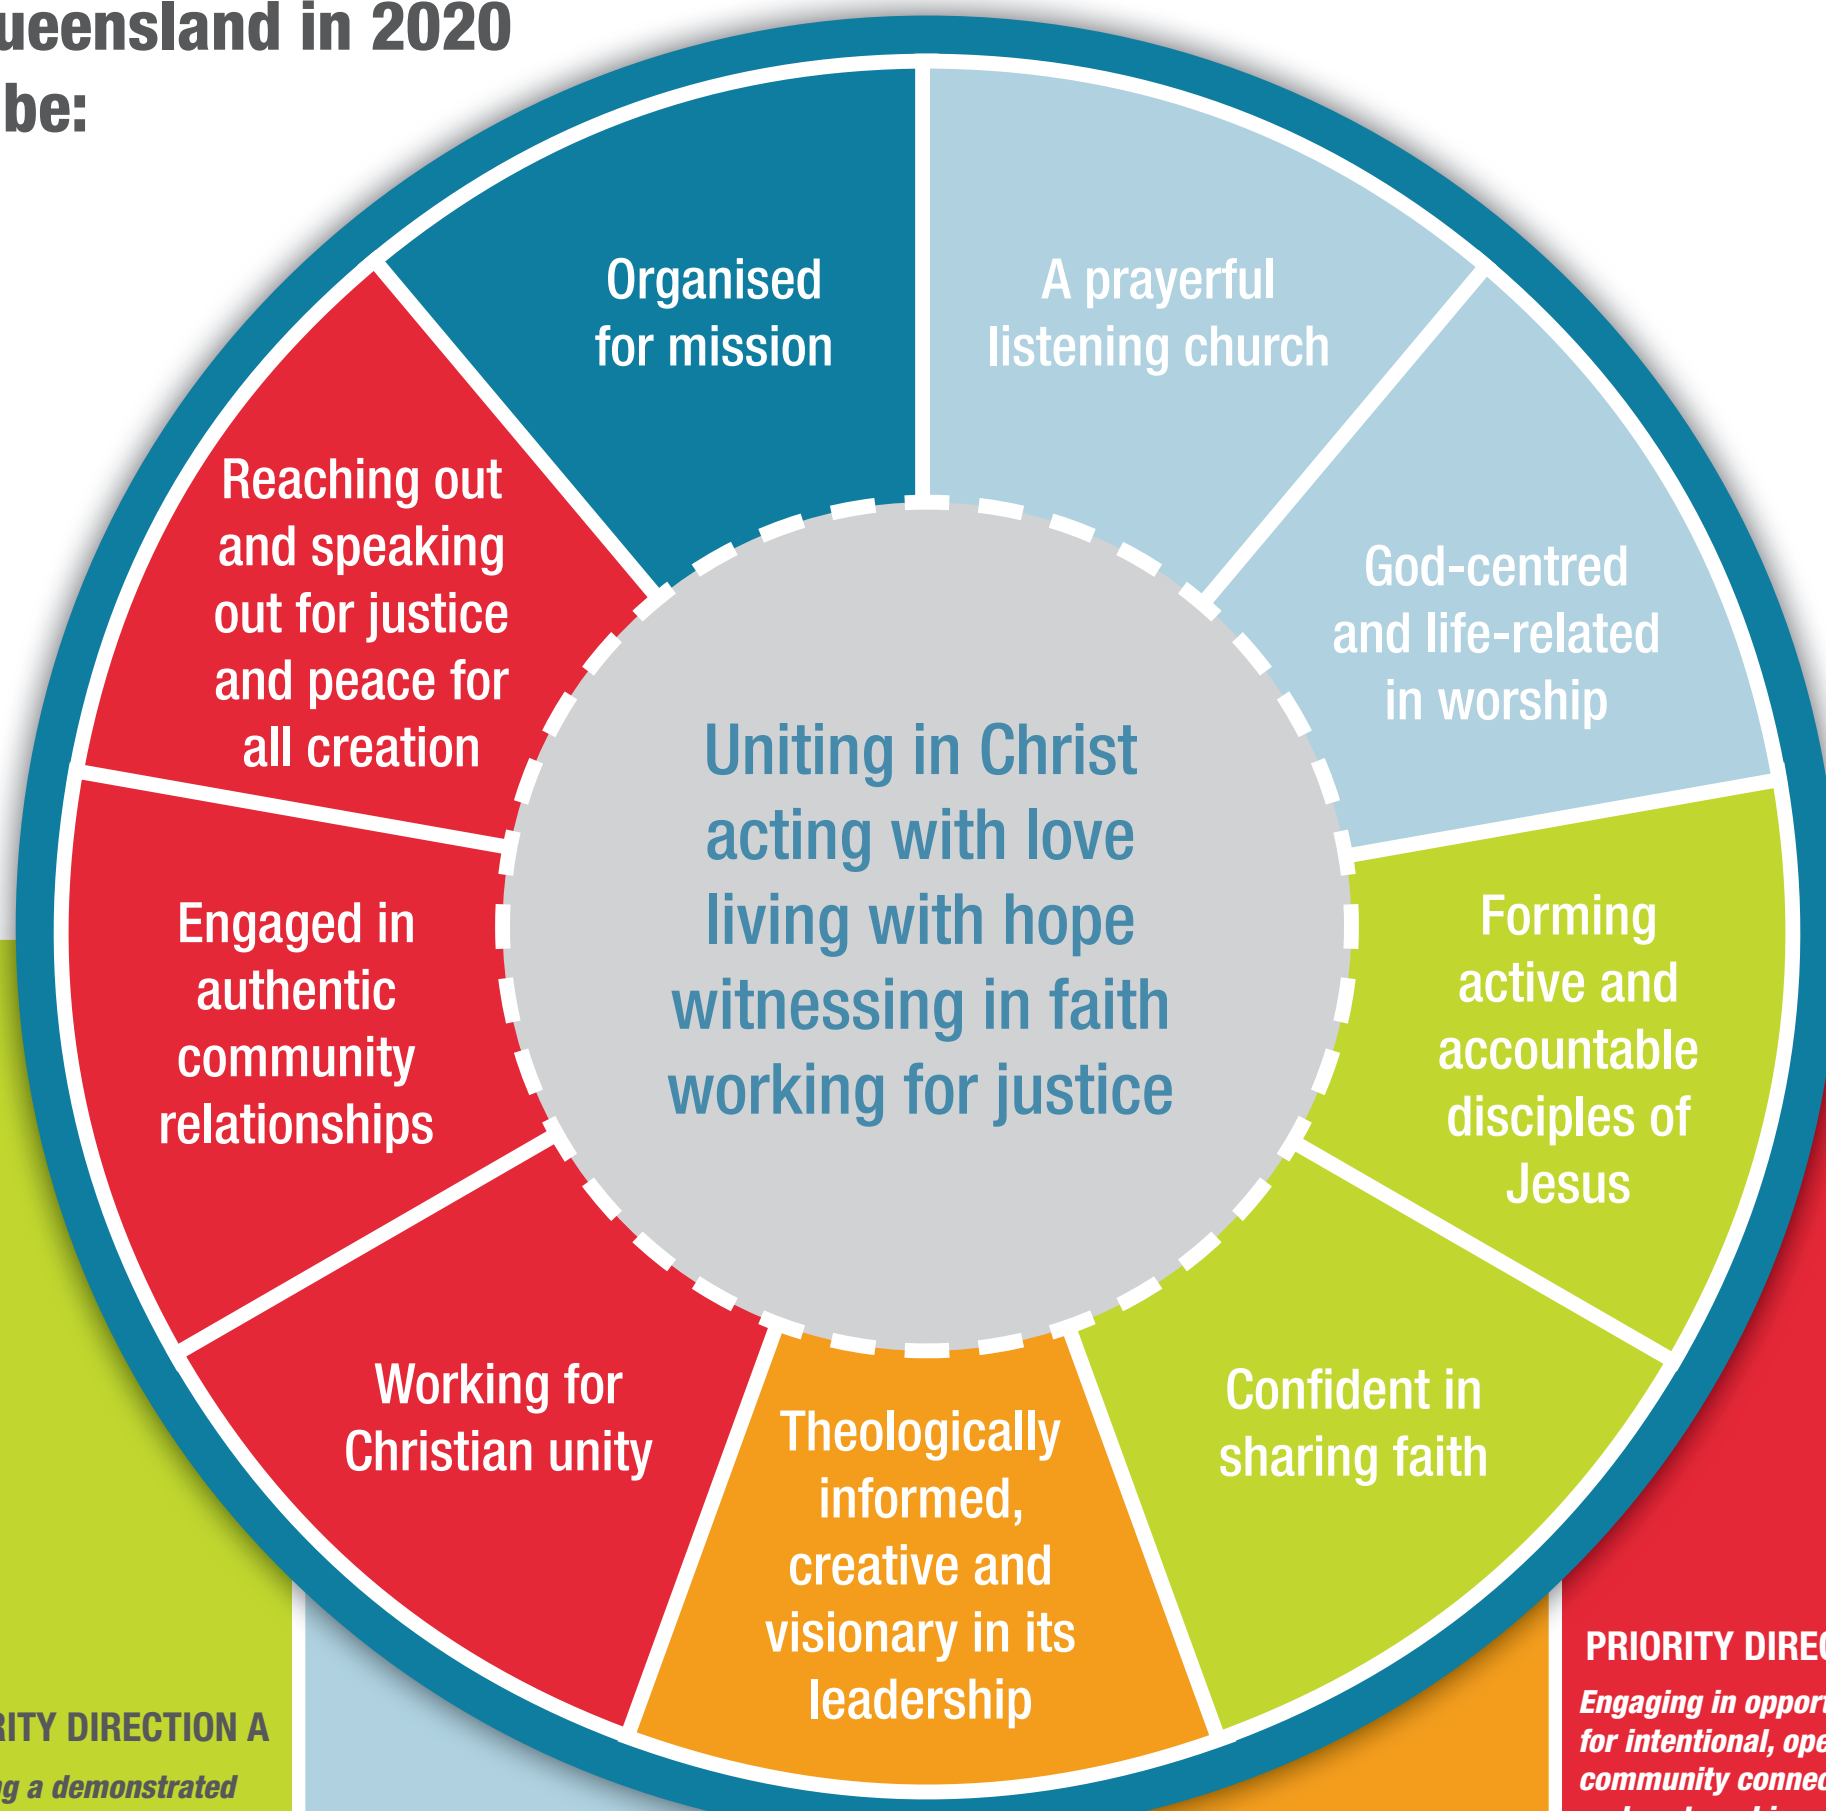 ueensland in 2020
be:
Organised
for mission
A prayerful
listening church
God-centred
and life-related
in worship
Forming
active and
accountable
disciples of
Jesus
Confident in
sharing faith
Theologically
informed,
creative and
visionary in its
leadership
Working for
Christian unity
Engaged in
authentic
community
relationships
Reaching out
and speaking
out for justice
and peace for
all creation
Uniting in Christ
acting with love
living with hope
witnessing in faith
working for justice
RITY DIRECTION A
g a demonstrated
PRIORITY DIREC
Engaging in opport
for intentional, ope
community connec